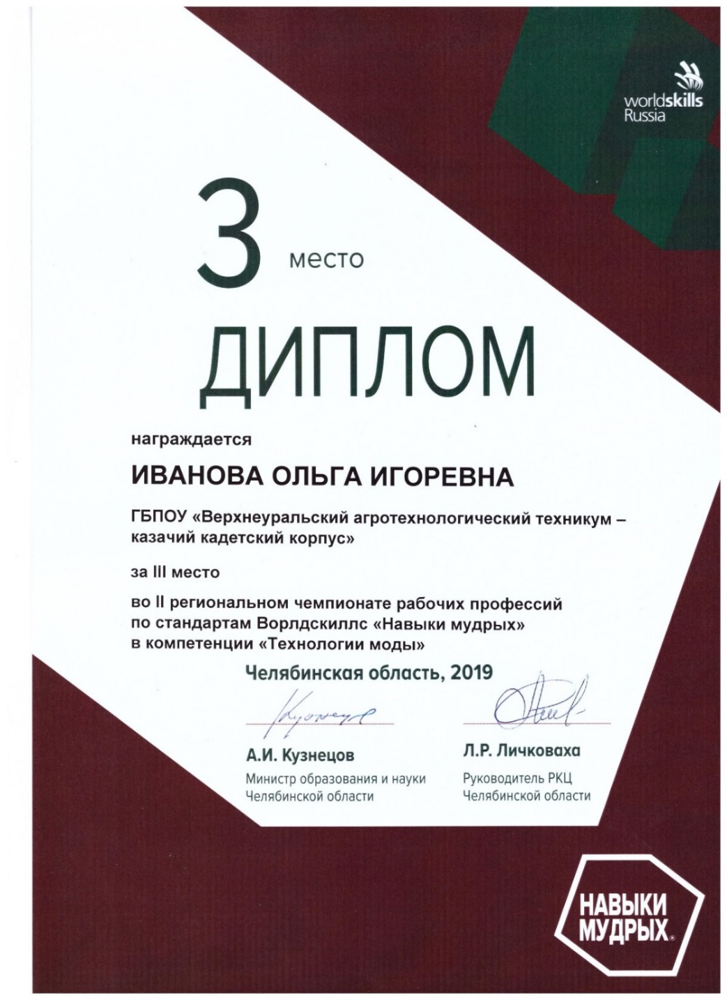 worldskills
Russia
3 место
ДИПЛОМ
награждается
ИВАНОВА ОЛЬГА ИГОРЕВНА
ГБПОУ «Верхнеуральский агротехнологический техникум –
казачий кадетский корпус»
за III место
во II региональном чемпионате рабочих профессий
по стандартам Ворлдскиллс «Навыки мудрых»
в компетенции «Технологии моды»
Челябинская область, 2019
А.И. Кузнецов
Министр образования и науки
Челябинской области
Л.Р. Личковаха
Руководитель РКЦ
Челябинской области
НАВЫКИ
МУДРЫХ®